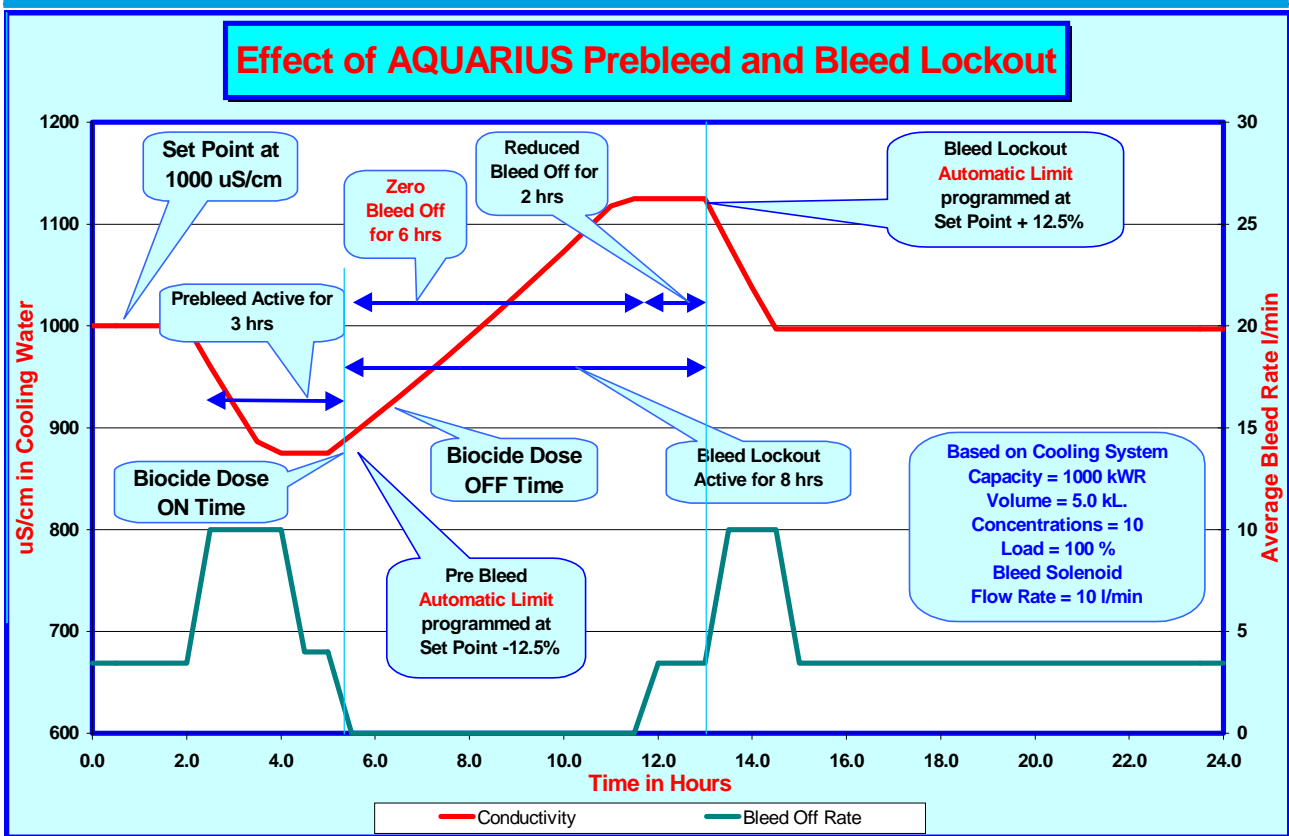 Effect of AQUARIUS Prebleed and Bleed Lockout
uS/cm in Cooling Water
1200
1100
1000
900
800
700
600
Set Point at
1000 uS/cm
Prebleed Active for
3 hrs
Zero
Bleed Off
for 6 hrs
Reduced
Bleed Off for
2 hrs
Bleed Lockout
Automatic Limit
programmed at
Set Point + 12.5%
Biocide Dose
ON Time
Biocide Dose
OFF Time
Bleed Lockout
Active for 8 hrs
Pre Bleed
Automatic Limit
programmed at
Set Point -12.5%
Based on Cooling System
Capacity = 1000 kWR
Volume = 5.0 kL.
Concentrations = 10
Load = 100 %
Bleed Solenoid
Flow Rate = 10 l/min
30
25
20
15
10
5
0
Average Bleed Rate l/min
0.0 2.0 4.0 6.0 8.0 10.0 12.0 14.0 16.0 18.0 20.0 22.0 24.0
Time in Hours
Conductivity Bleed Off Rate